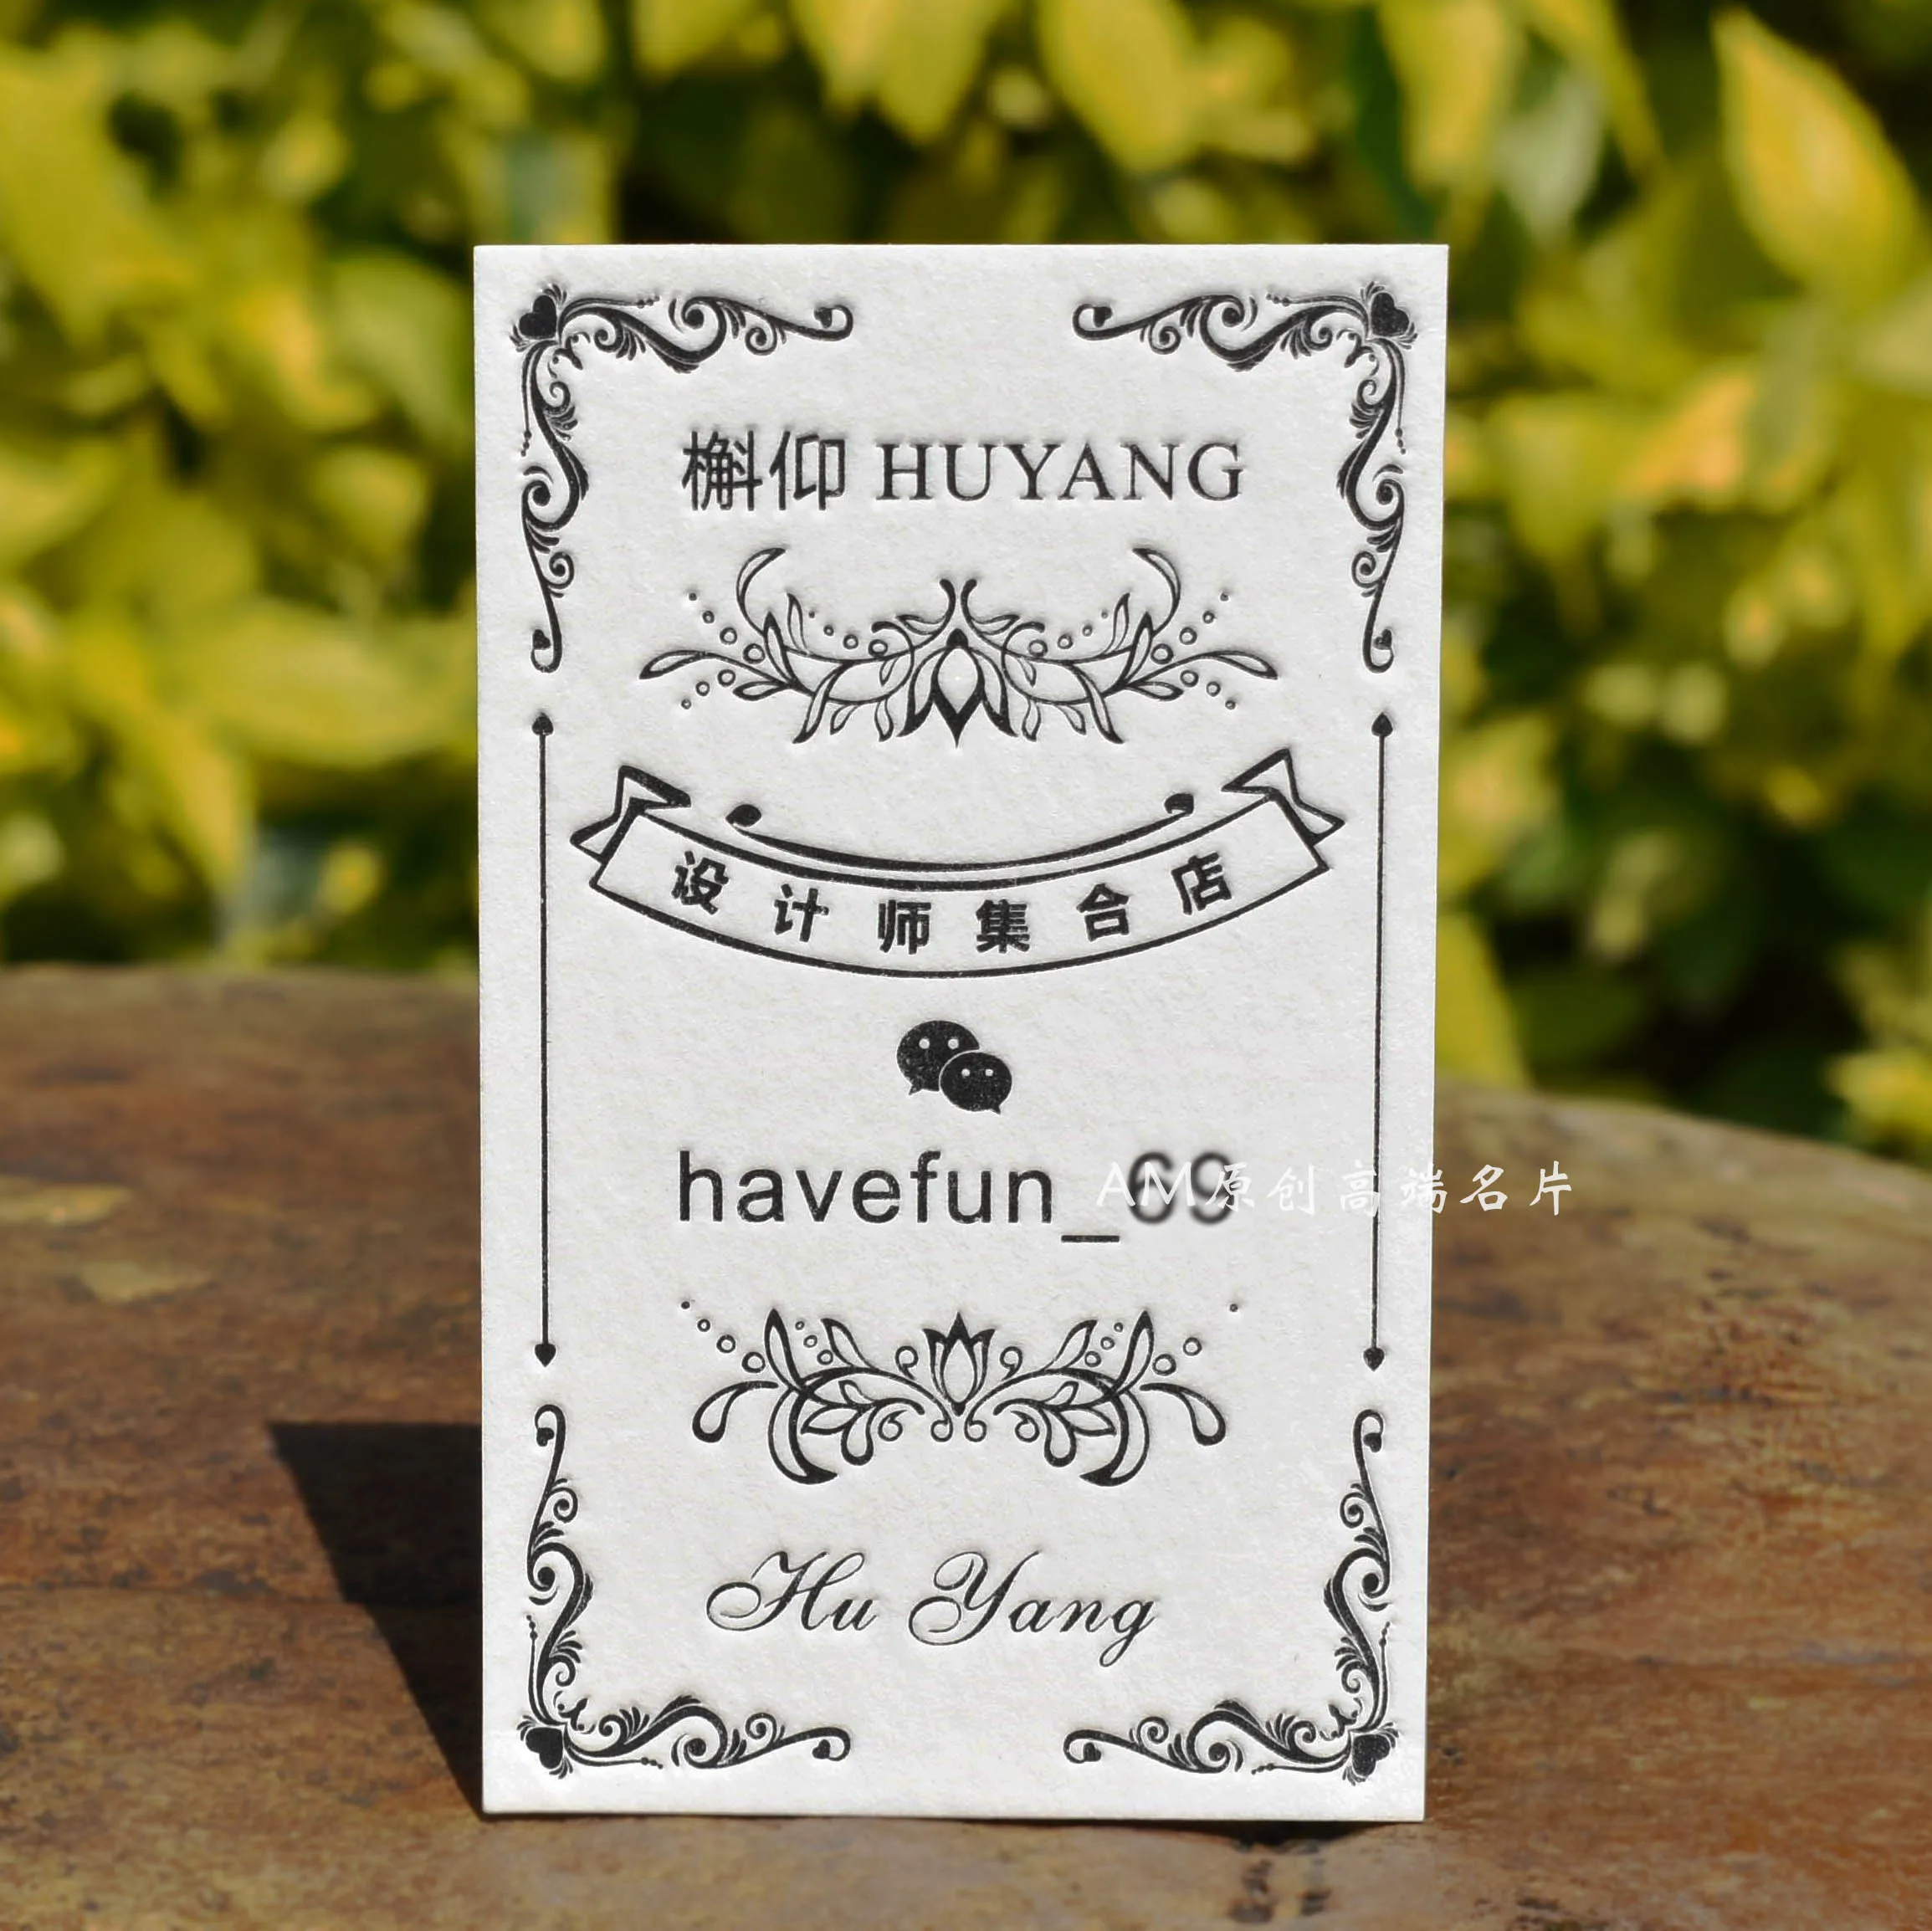 槲仰 HUYANG
设计师集合店
havefun_69
AM原创高端名片
Hu Yang